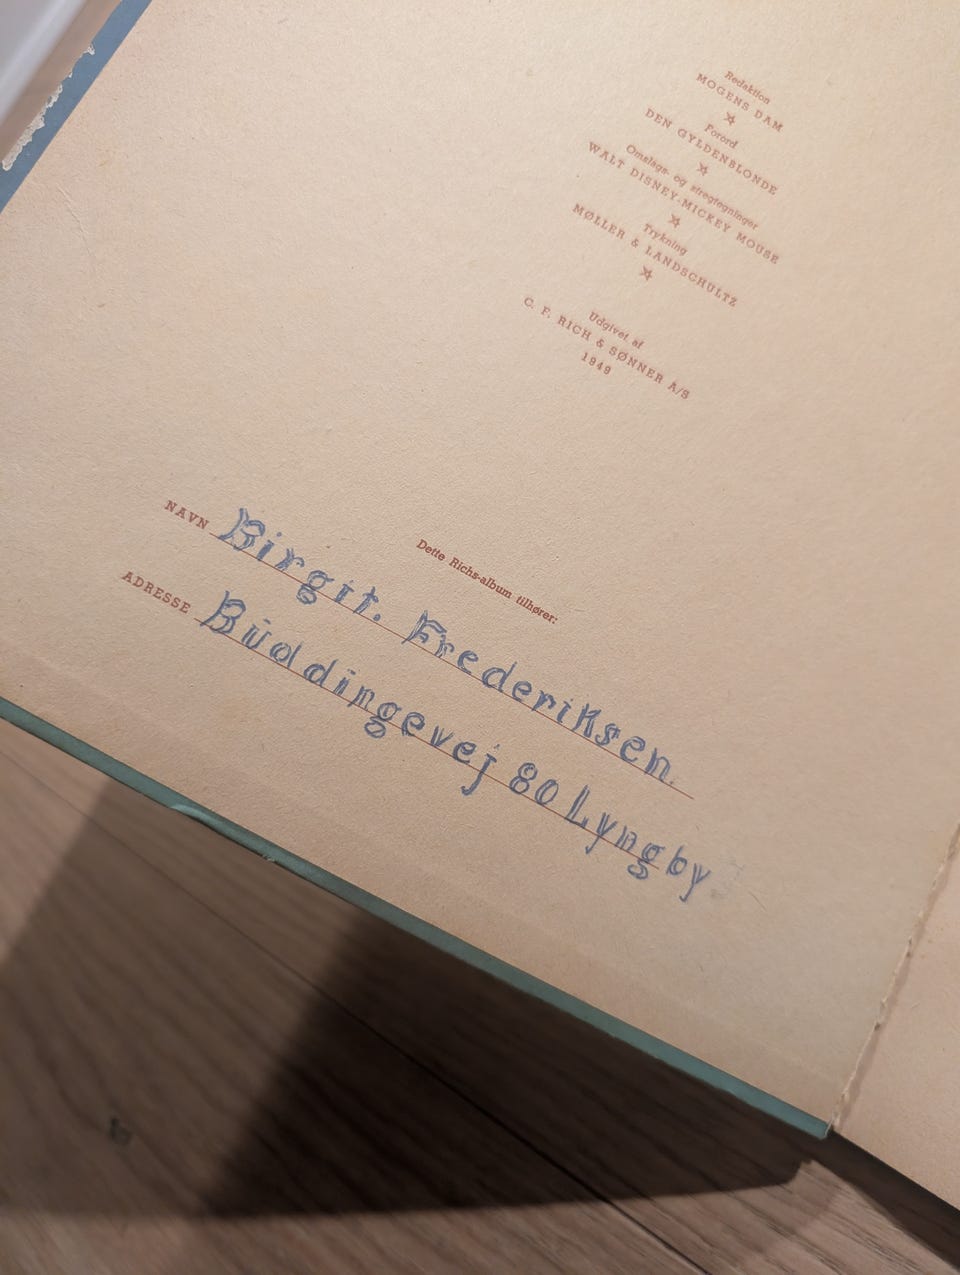 Redaktion
MOGENS DAM
Forord
DEN GYLDENBLONDE
Omslags- og stregtegninger
WALT DISNEY-MICKEY MOUSE
Trykning
MØLLER & LANDSCHULTZ
Udgivet af
C. F. RICH & SØNNER A/S
1949
Dette Richs-album tilhører:
NAVN Birgit. Frederiksen.
ADRESSE Buddingevej 80 Lyngby